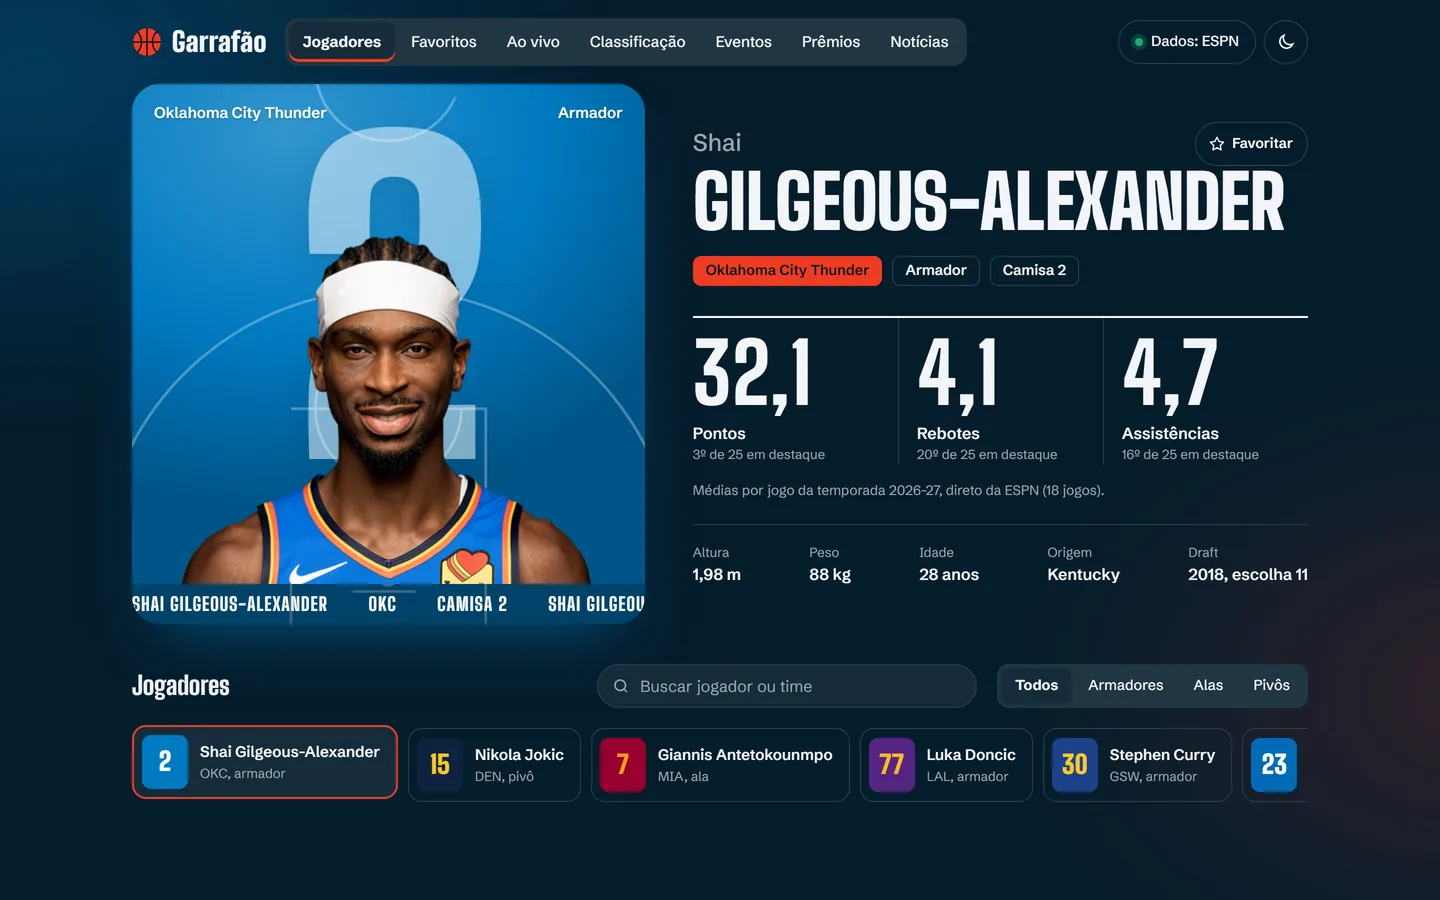 Garrafão
Jogadores
Favoritos
Ao vivo
Classificação
Eventos
Prêmios
Notícias
Dados: ESPN
Oklahoma City Thunder
Armador
2
SHAI GILGEOUS-ALEXANDER
OKC
CAMISA 2
SHAI GILGEOU
Shai
Favoritar
GILGEOUS-ALEXANDER
Oklahoma City Thunder
Armador
Camisa 2
32,1
4,1
4,7
Pontos
Rebotes
Assistências
3º de 25 em destaque
20º de 25 em destaque
16º de 25 em destaque
Médias por jogo da temporada 2026-27, direto da ESPN (18 jogos).
Altura
Peso
Idade
Origem
Draft
1,98 m
88 kg
28 anos
Kentucky
2018, escolha 11
Jogadores
Buscar jogador ou time
Todos
Armadores
Alas
Pivôs
2
Shai Gilgeous-Alexander
OKC, armador
15
Nikola Jokic
DEN, pivô
7
Giannis Antetokounmpo
MIA, ala
77
Luka Doncic
LAL, armador
30
Stephen Curry
GSW, armador
23